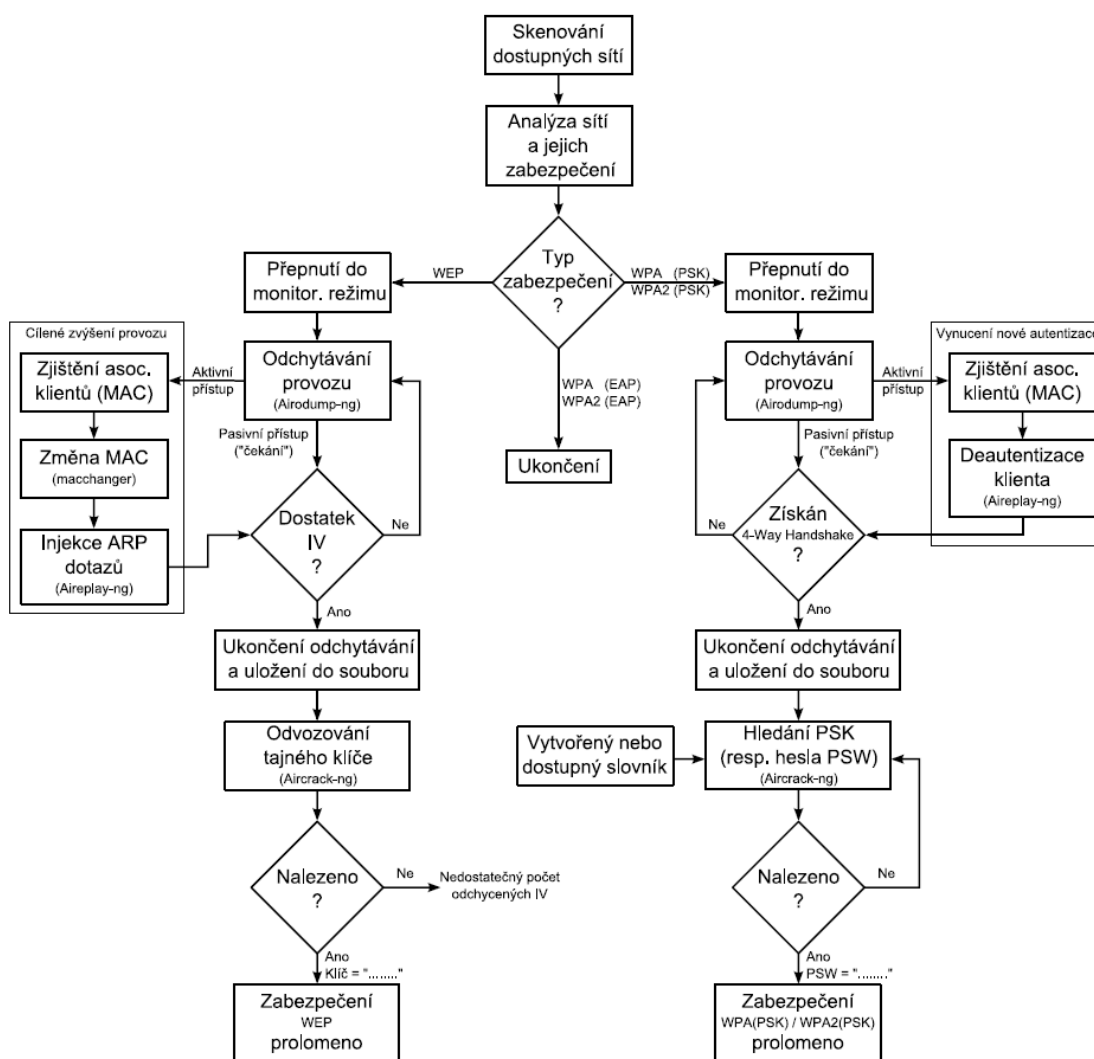 Skenování
dostupných sítí
Analýza sítí
a jejich
zabezpečení
Typ
zabezpečení
?
WEP
WPA (PSK)
WPA2 (PSK)
WPA (EAP)
WPA2 (EAP)
Ukončení
Přepnutí do
monitor. režimu
Odchytávání
provozu
(Airodump-ng)
Aktivní
přístup
Cílené zvýšení provozu
Zjištění asoc.
klientů (MAC)
Změna MAC
(macchanger)
Injekce ARP
dotazů
(Aireplay-ng)
Pasivní přístup
("čekání")
Dostatek
IV
?
Ne
Ano
Ukončení odchytávání
a uložení do souboru
Odvozování
tajného klíče
(Aircrack-ng)
Nalezeno
?
Ne
Nedostatečný počet
odchycených IV
Ano
Klíč = "........"
Zabezpečení
WEP
prolomeno
Přepnutí do
monitor. režimu
Odchytávání
provozu
(Airodump-ng)
Aktivní
přístup
Vynucení nové autentizace
Zjištění asoc.
klientů (MAC)
Deautentizace
klienta
(Aireplay-ng)
Pasivní přístup
("čekání")
Získán
4-Way Handshake
?
Ne
Ano
Ukončení odchytávání
a uložení do souboru
Vytvořený nebo
dostupný slovník
Hledání PSK
(resp. hesla PSW)
(Aircrack-ng)
Nalezeno
?
Ne
Ano
PSW = "........"
Zabezpečení
WPA(PSK) / WPA2(PSK)
prolomeno